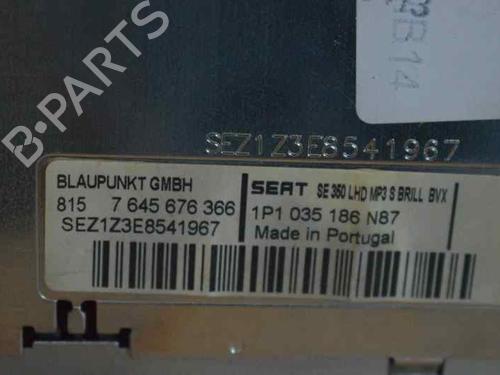 B14
SEZ1Z3E8541967
BLAUPUNKT GMBH
815 7 645 676 366
SEZ1Z3E8541967
SEAT SE 350 LHD MP3 S BRILL BVX
1P1 035 186 N87
Made in Portugal
B-PARTS